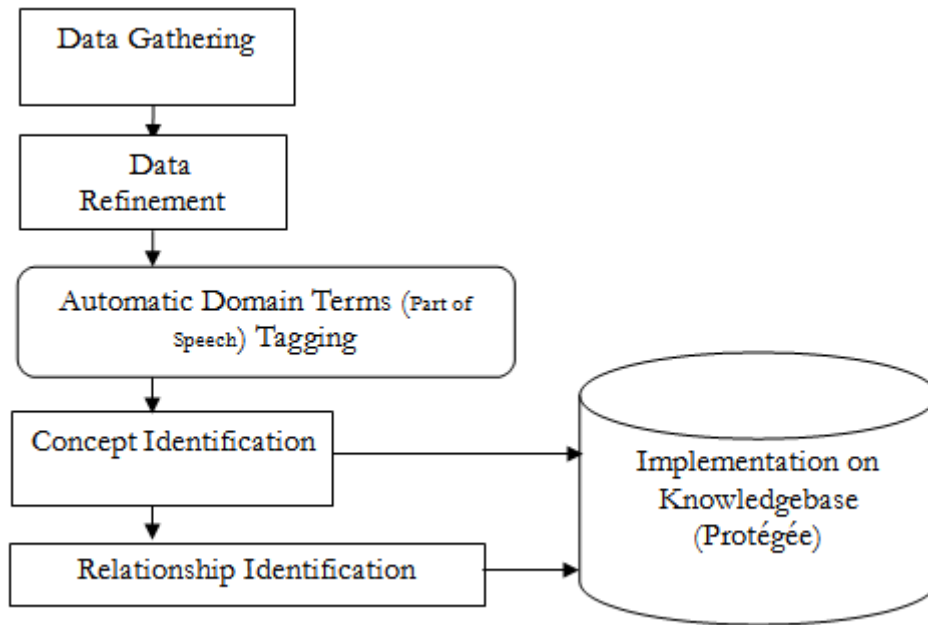 Data Gathering
Data
Refinement
Automatic Domain Terms (Part of
Speech) Tagging
Concept Identification
Relationship Identification
Implementation on
Knowledgebase
(Protégée)